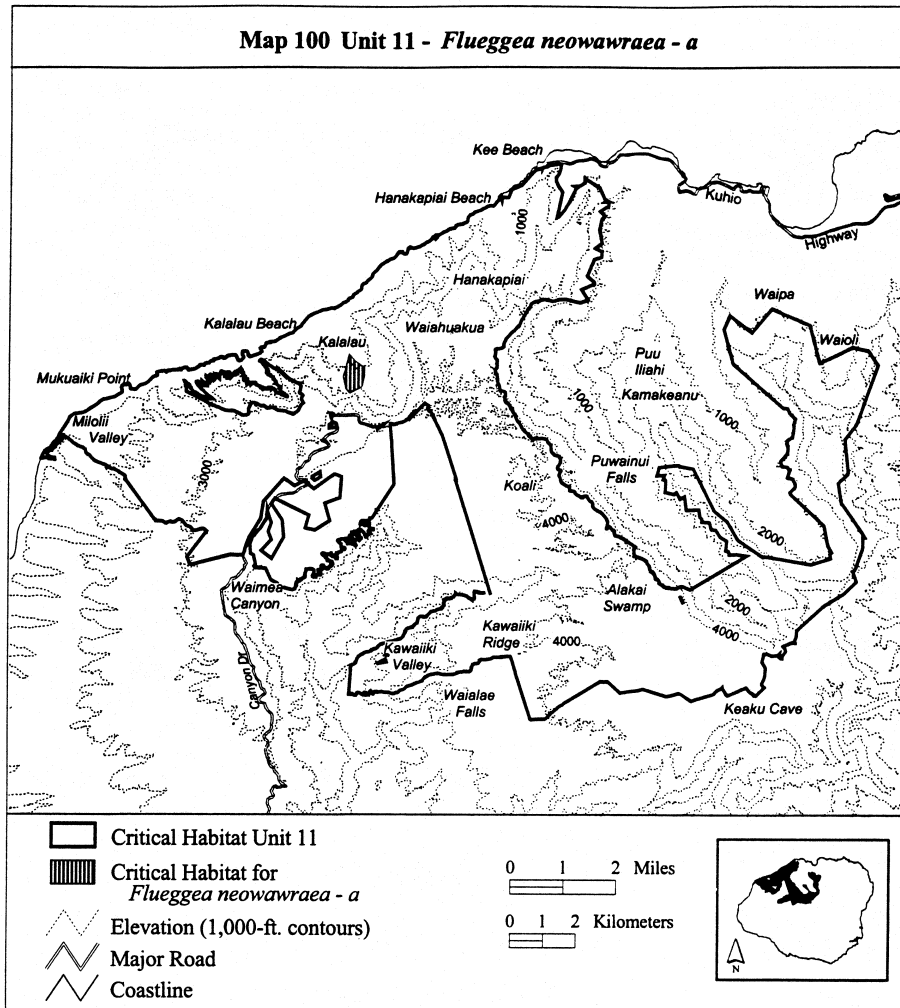 Map 100 Unit 11 - Flueggea neowawraea - a
Kee Beach
Hanakapiai Beach
Kuhio
Highway
1000
Hanakapiai
Waipa
Kalalau Beach
Waiahuakua
Waioli
Kalalau
Puu
Iliahi
Mukuaiki Point
Kamakeanu
1000
1000
Milolii
Valley
3000
Puwainui
Falls
Koali
4000
2000
Waimea
Canyon
Alakai
Swamp
2000
Kawaiiki
Ridge
4000
4000
Kawaiiki
Valley
Canyon Dr
Waialae
Falls
Keaku Cave
Critical Habitat Unit 11
Critical Habitat for
Flueggea neowawraea - a
Elevation (1,000-ft. contours)
Major Road
Coastline
0 1 2 Miles
0 1 2 Kilometers
N